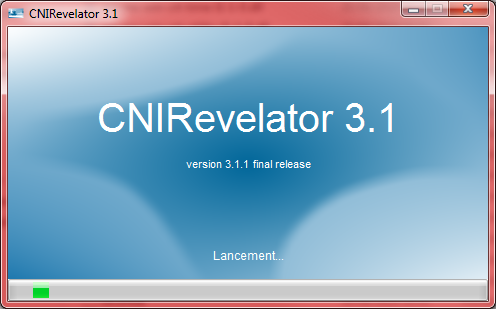 CNIRevelator 3.1
CNIRevelator 3.1
version 3.1.1 final release
Lancement...